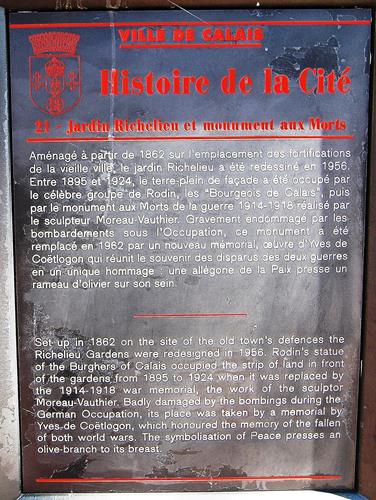 VILLE DE CALAIS
Histoire de la Cité
21 - Jardin Richelieu et monument aux Morts
Aménagé à partir de 1862 sur l'emplacement des fortifications
de la vieille ville, le jardin Richelieu a été redessiné en 1956.
Entre 1895 et 1924, le terre-plein de façade a été occupé par
le célèbre groupe de Rodin, les "Bourgeois de Calais", puis
par le monument aux Morts de la guerre 1914-1918 réalisé par
le sculpteur Moreau-Vauthier. Gravement endommagé par les
bombardements sous l'Occupation, ce monument a été
remplacé en 1962 par un nouveau mémorial, œuvre d'Yves de
Coëtlogon qui réunit le souvenir des disparus des deux guerres
en un unique hommage : une allégorie de la Paix presse un
rameau d'olivier sur son sein.
Set up in 1862 on the site of the old town's defences the
Richelieu Gardens were redesigned in 1956. Rodin's statue
of the Burghers of Calais occupied the strip of land in front
of the gardens from 1895 to 1924 when it was replaced by
the 1914-1918 war memorial, the work of the sculptor
Moreau-Vauthier. Badly damaged by the bombings during the
German Occupation, its place was taken by a memorial by
Yves de Coëtlogon, which honoured the memory of the fallen
of both world wars. The symbolisation of Peace presses an
olive-branch to its breast.